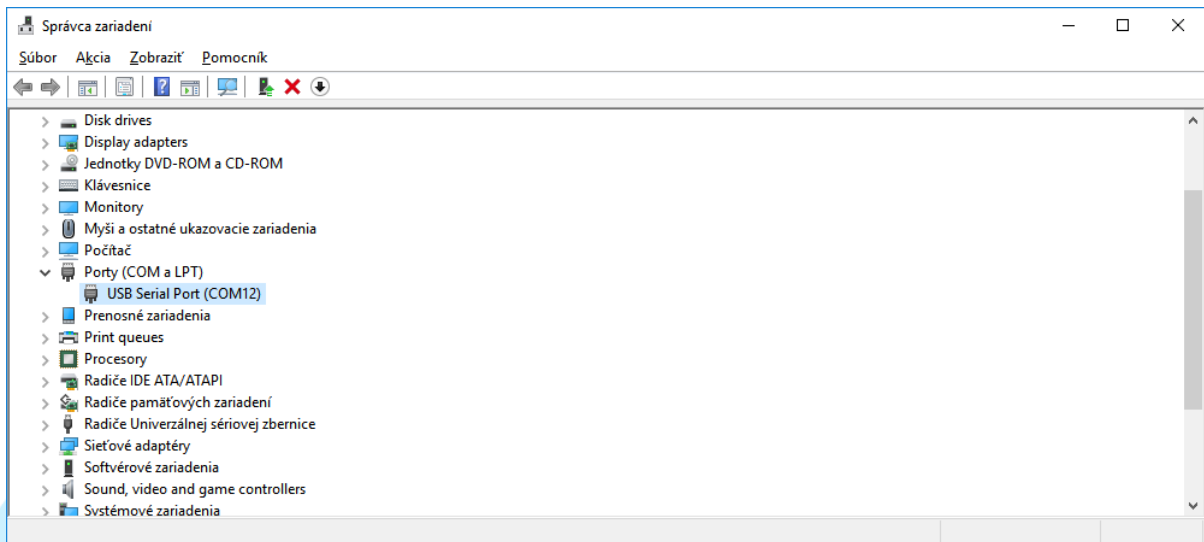 Správca zariadení
Súbor Akcia Zobraziť Pomocník
Disk drives
Display adapters
Jednotky DVD-ROM a CD-ROM
Klávesnice
Monitory
Myši a ostatné ukazovacie zariadenia
Počítač
Porty (COM a LPT)
USB Serial Port (COM12)
Prenosné zariadenia
Print queues
Procesory
Radiče IDE ATA/ATAPI
Radiče pamäťových zariadení
Radiče Univerzálnej sériovej zbernice
Sieťové adaptéry
Softvérové zariadenia
Sound, video and game controllers
Systémové zariadenia